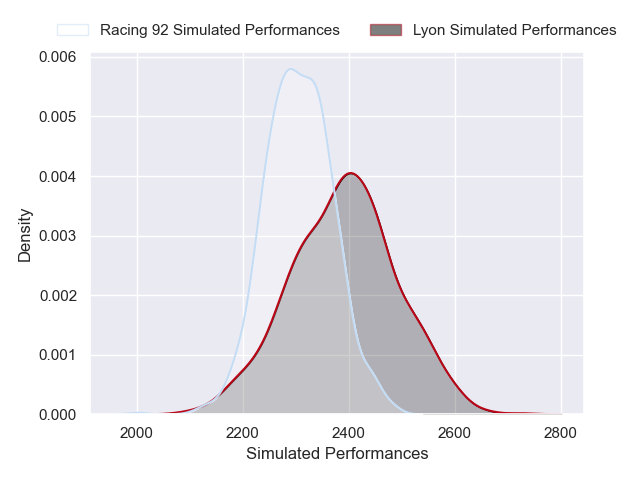 Racing 92 Simulated Performances Lyon Simulated Performances
0.006
0.005
0.004
0.003
0.002
0.001
0.000
Density
2000 2200 2400 2600 2800
Simulated Performances